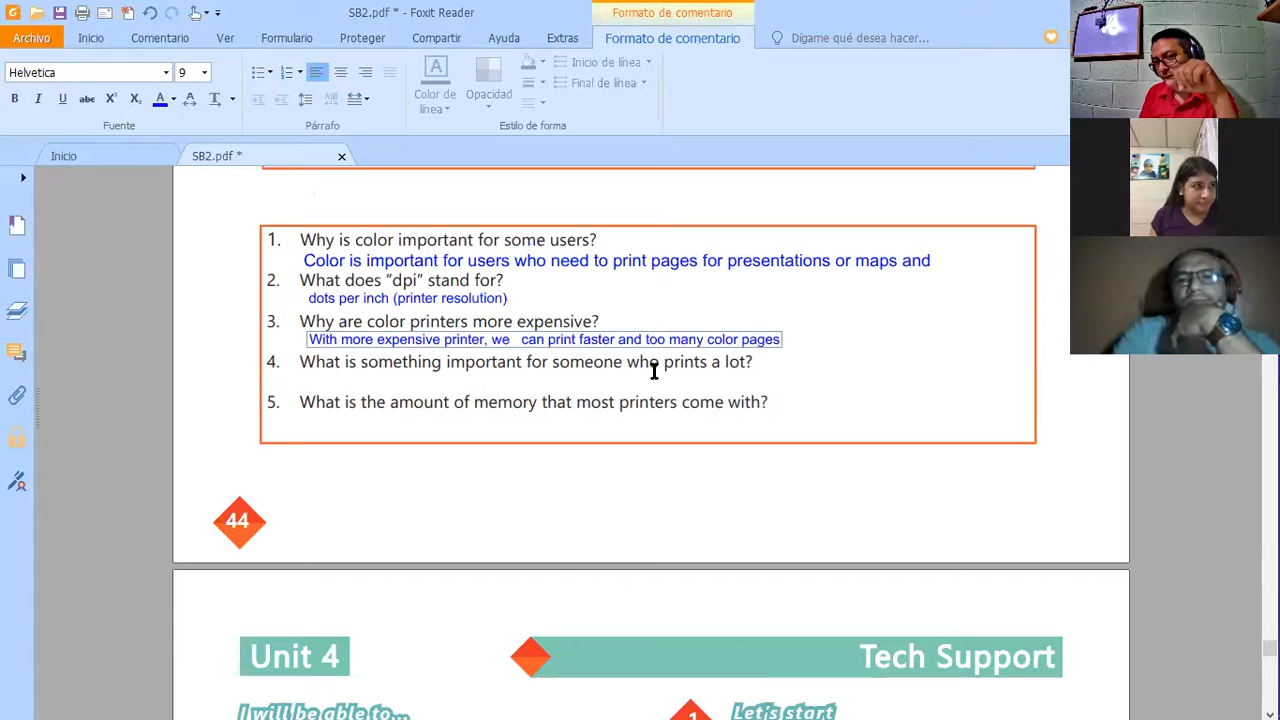 SB2.pdf * - Foxit Reader
Formato de comentario
Archivo
Inicio
Comentario
Ver
Formulario
Proteger
Compartir
Ayuda
Extras
Formato de comentario
Dígame qué desea hacer...
Helvetica
9
Fuente
Párrafo
Color de línea
Opacidad
Inicio de línea
Final de línea
Estilo de forma
Inicio
SB2.pdf *
1. Why is color important for some users?
Color is important for users who need to print pages for presentations or maps and
2. What does “dpi” stand for?
dots per inch (printer resolution)
3. Why are color printers more expensive?
With more expensive printer, we can print faster and too many color pages
4. What is something important for someone who prints a lot?
5. What is the amount of memory that most printers come with?
44
Unit 4
Tech Support
I will be able to...
1
Let's start